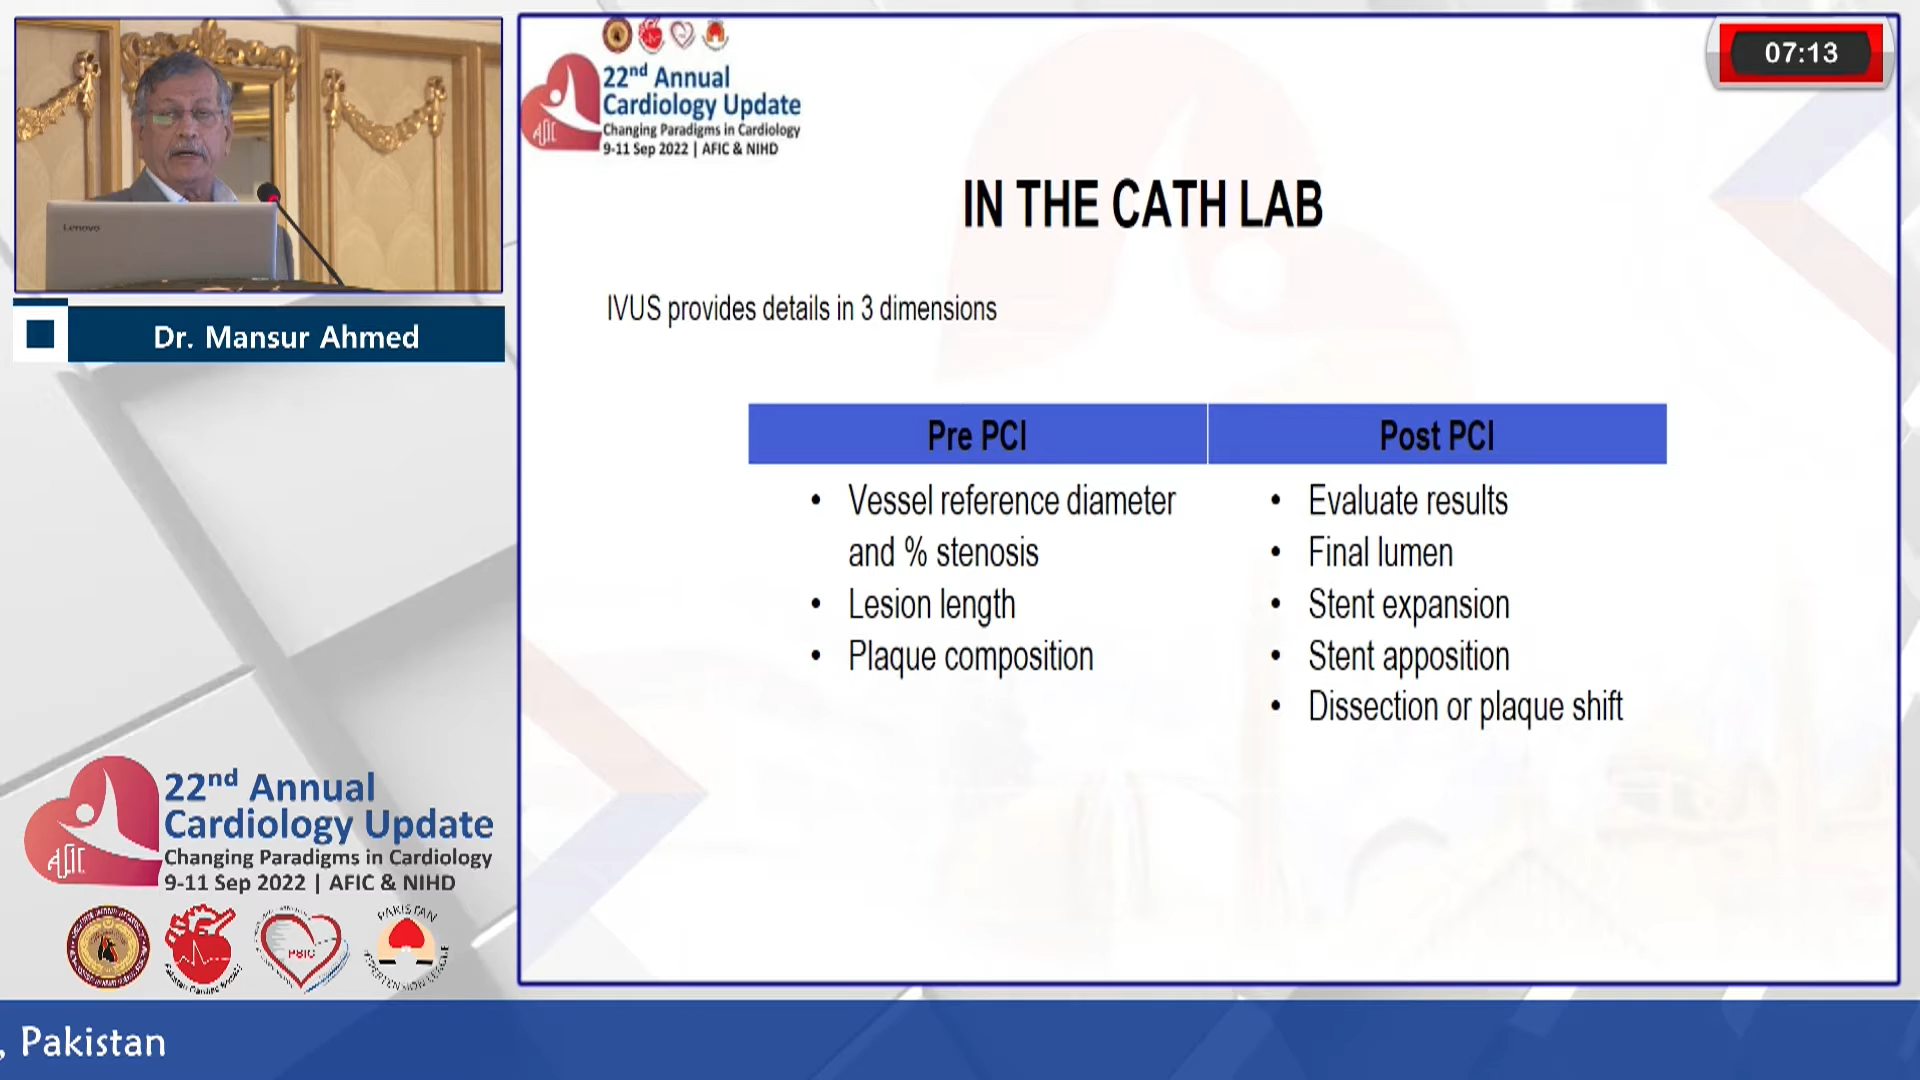 Lenovo
Dr. Mansur Ahmed
22nd Annual
Cardiology Update
Changing Paradigms in Cardiology
9-11 Sep 2022 | AFIC & NIHD
07:13
IN THE CATH LAB
IVUS provides details in 3 dimensions
Pre PCI
• Vessel reference diameter
and % stenosis
• Lesion length
• Plaque composition
Post PCI
• Evaluate results
• Final lumen
• Stent expansion
• Stent apposition
• Dissection or plaque shift
22nd Annual
Cardiology Update
Changing Paradigms in Cardiology
9-11 Sep 2022 | AFIC & NIHD
PAKISTAN
, Pakistan